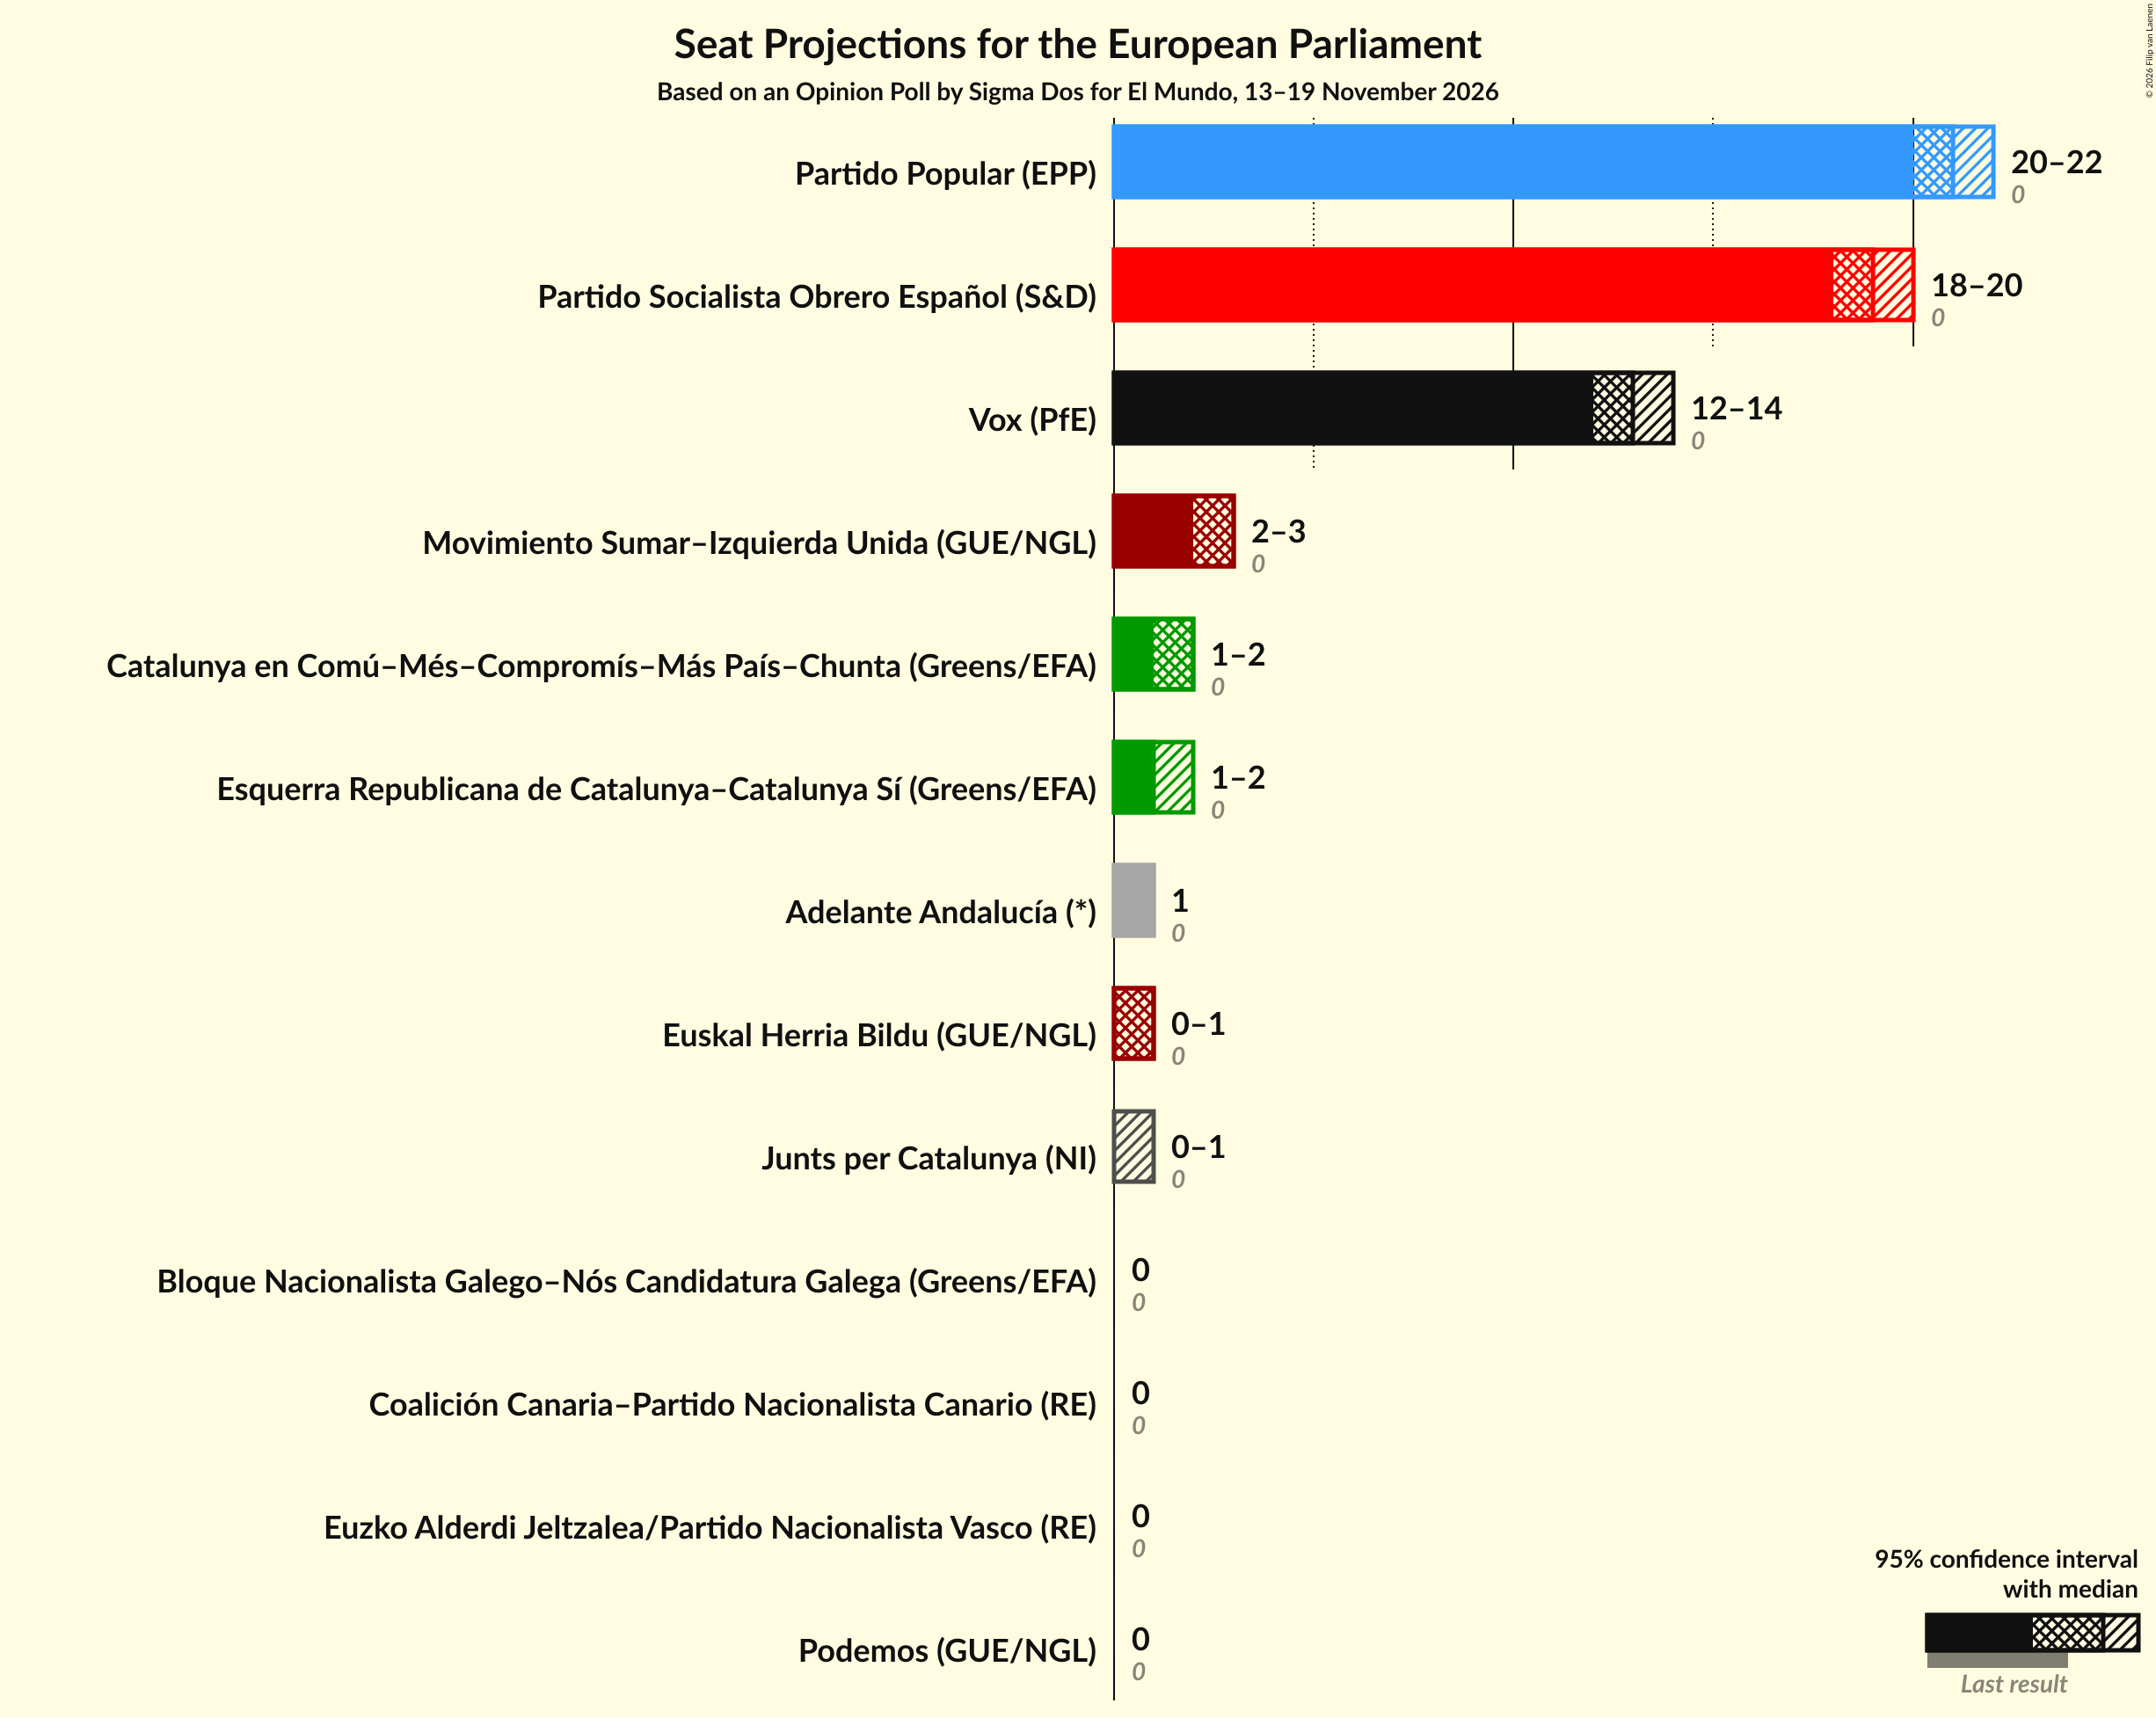 Seat Projections for the European Parliament
Based on an Opinion Poll by Sigma Dos for El Mundo, 13–19 November 2026
© 2026 Filip van Laenen
Partido Popular (EPP)
20–22
0
Partido Socialista Obrero Español (S&D)
18–20
0
Vox (PfE)
12–14
0
Movimiento Sumar–Izquierda Unida (GUE/NGL)
2–3
0
Catalunya en Comú–Més–Compromís–Más País–Chunta (Greens/EFA)
1–2
0
Esquerra Republicana de Catalunya–Catalunya Sí (Greens/EFA)
1–2
0
Adelante Andalucía (*)
1
0
Euskal Herria Bildu (GUE/NGL)
0–1
0
Junts per Catalunya (NI)
0–1
0
Bloque Nacionalista Galego–Nós Candidatura Galega (Greens/EFA)
0
0
Coalición Canaria–Partido Nacionalista Canario (RE)
0
0
Euzko Alderdi Jeltzalea/Partido Nacionalista Vasco (RE)
0
0
Podemos (GUE/NGL)
0
0
95% confidence interval
with median
Last result